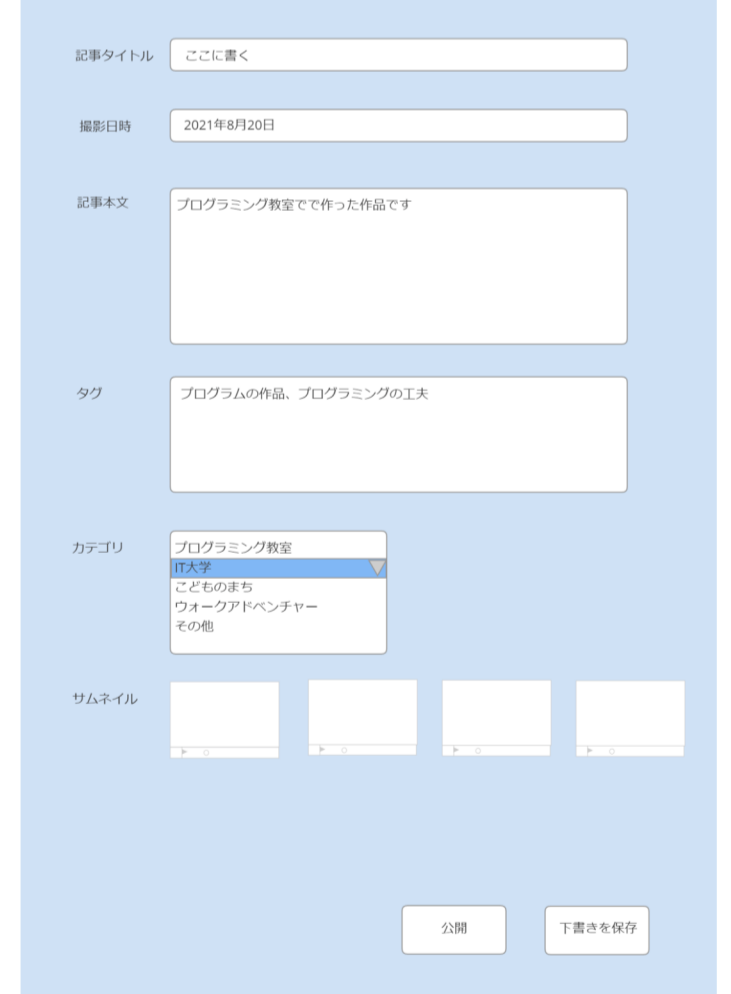 記事タイトル
ここに書く
撮影日時
2021年8月20日
記事本文
プログラミング教室でで作った作品です
タグ
プログラムの作品、プログラミングの工夫
カテゴリ
プログラミング教室
IT大学
こどものまち
ウォークアドベンチャー
その他
サムネイル
公開
下書きを保存